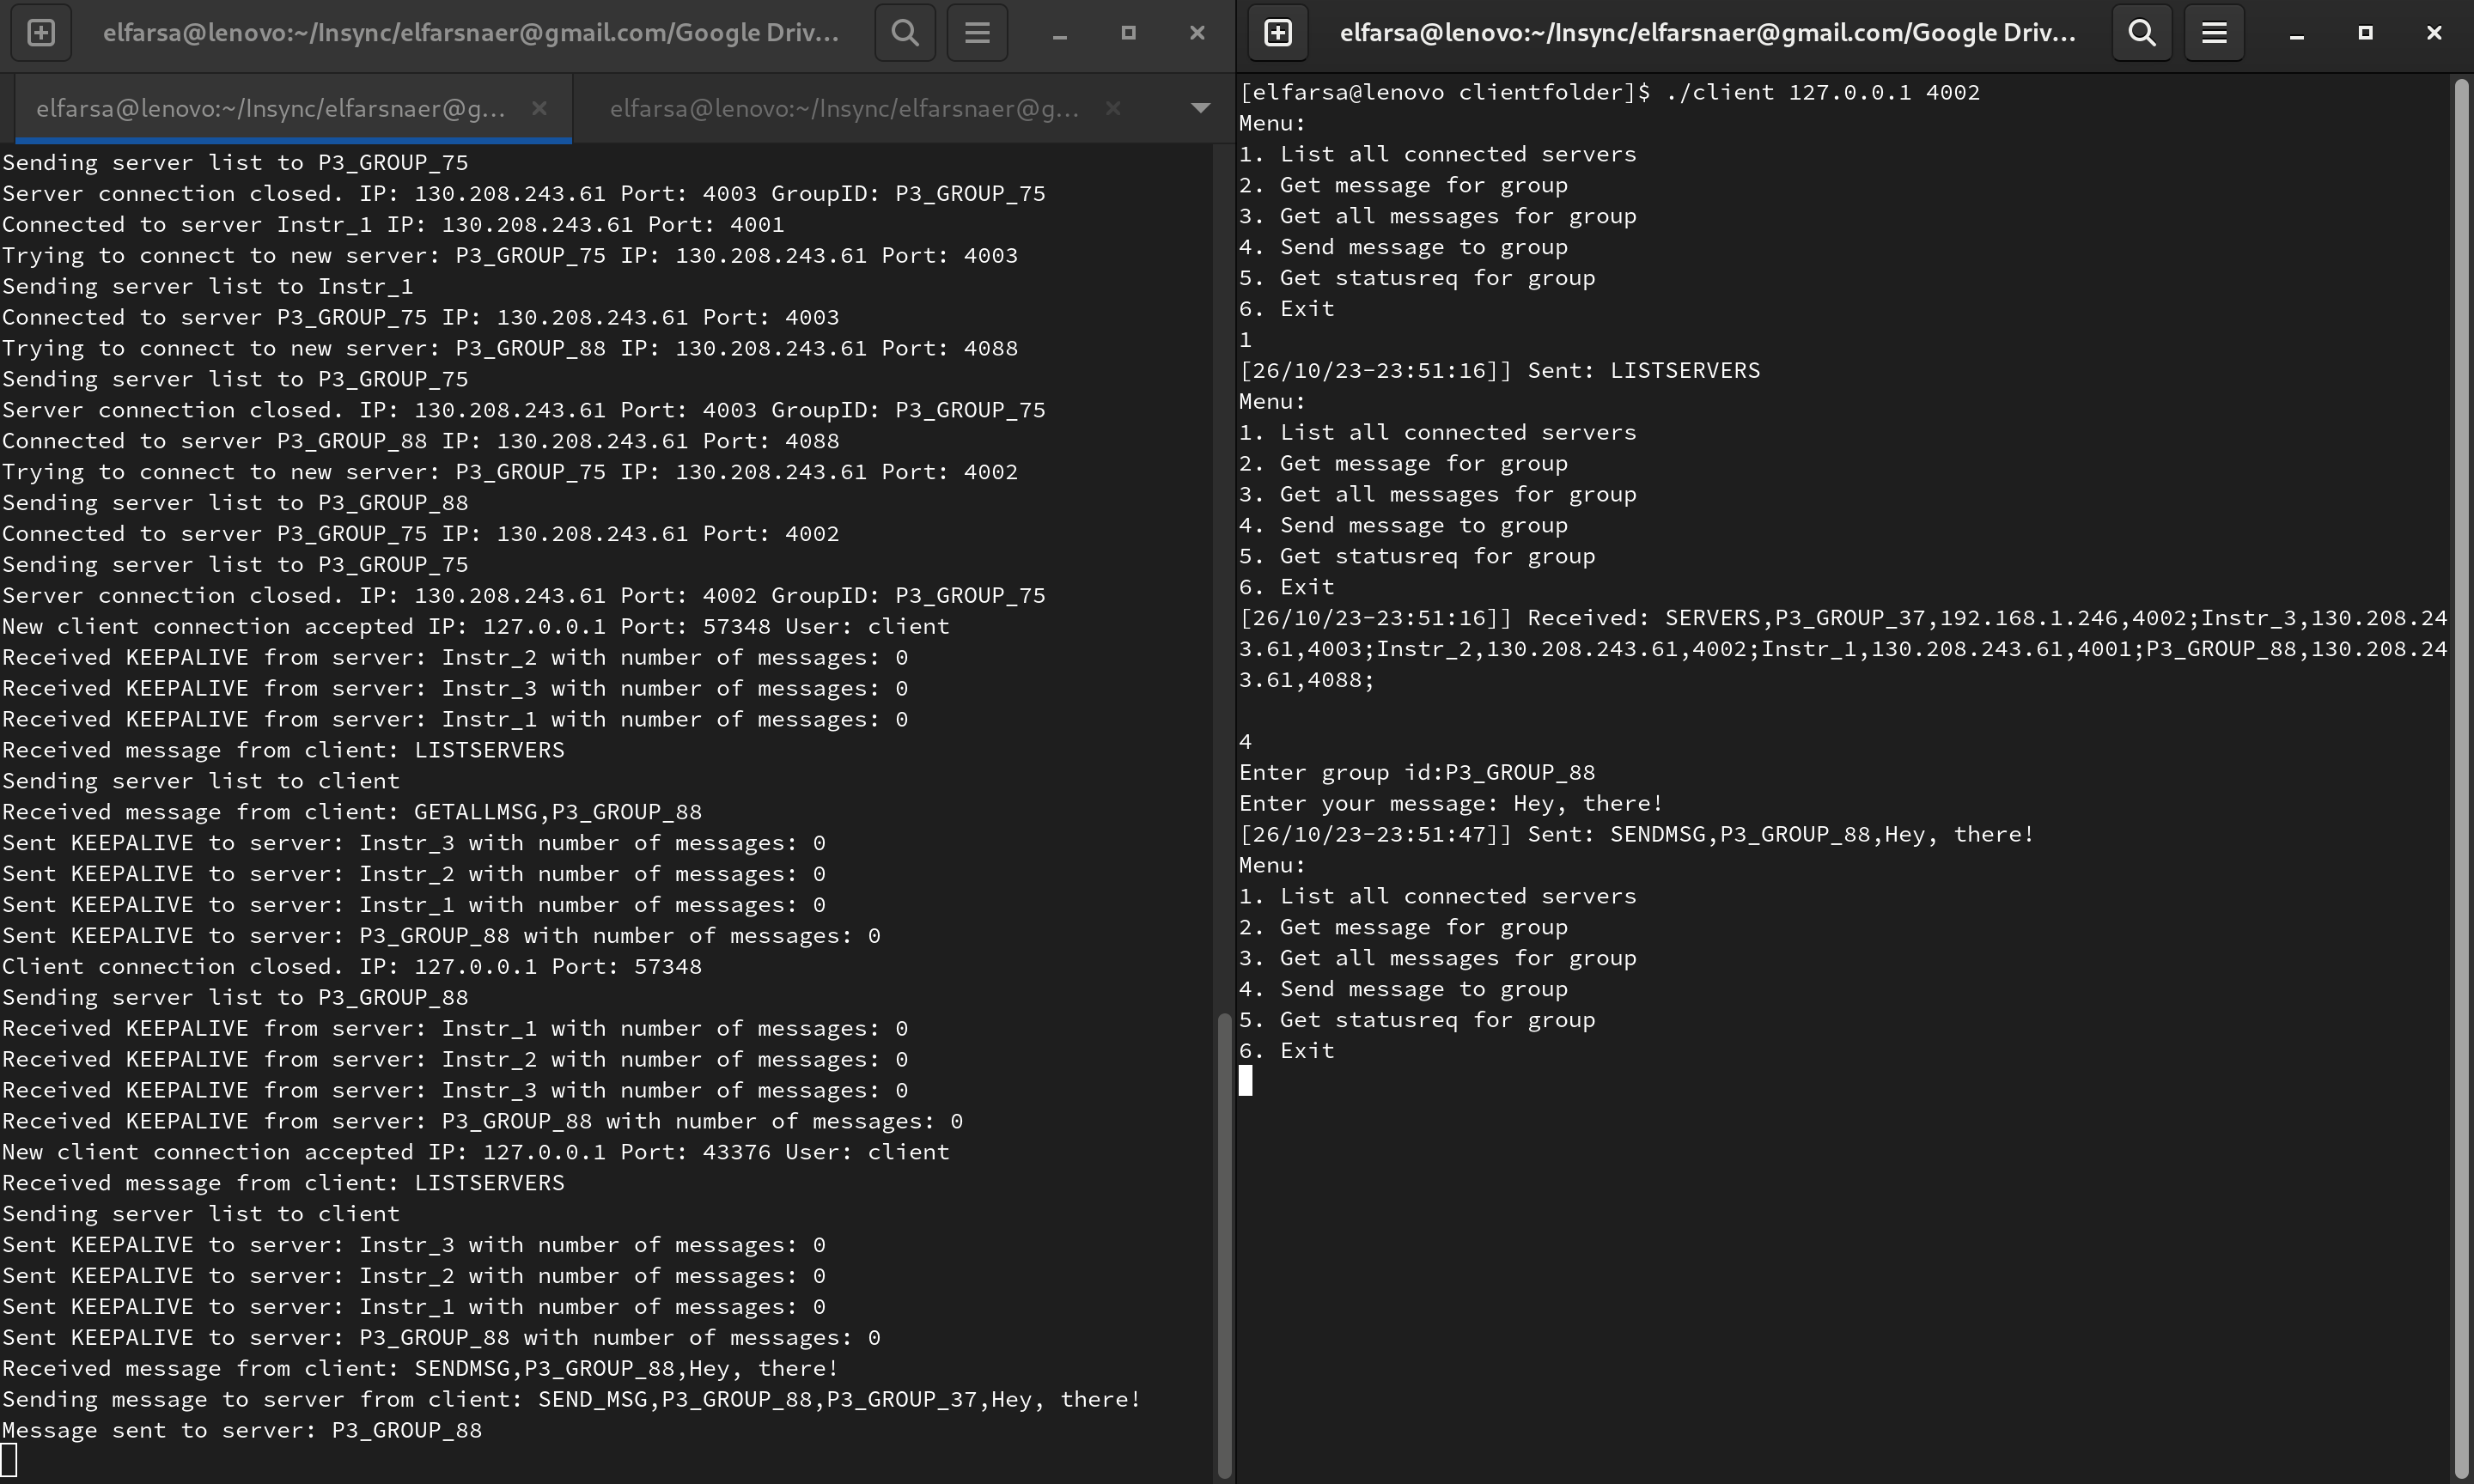 elfarsa@lenovo:~/Insync/elfarsnaer@gmail.com/Google Driv...
elfarsa@lenovo:~/Insync/elfarsnaer@g...
elfarsa@lenovo:~/Insync/elfarsnaer@g...
Sending server list to P3_GROUP_75
Server connection closed. IP: 130.208.243.61 Port: 4003 GroupID: P3_GROUP_75
Connected to server Instr_1 IP: 130.208.243.61 Port: 4001
Trying to connect to new server: P3_GROUP_75 IP: 130.208.243.61 Port: 4003
Sending server list to Instr_1
Connected to server P3_GROUP_75 IP: 130.208.243.61 Port: 4003
Trying to connect to new server: P3_GROUP_88 IP: 130.208.243.61 Port: 4088
Sending server list to P3_GROUP_75
Server connection closed. IP: 130.208.243.61 Port: 4003 GroupID: P3_GROUP_75
Connected to server P3_GROUP_88 IP: 130.208.243.61 Port: 4088
Trying to connect to new server: P3_GROUP_75 IP: 130.208.243.61 Port: 4002
Sending server list to P3_GROUP_88
Connected to server P3_GROUP_75 IP: 130.208.243.61 Port: 4002
Sending server list to P3_GROUP_75
Server connection closed. IP: 130.208.243.61 Port: 4002 GroupID: P3_GROUP_75
New client connection accepted IP: 127.0.0.1 Port: 57348 User: client
Received KEEPALIVE from server: Instr_2 with number of messages: 0
Received KEEPALIVE from server: Instr_3 with number of messages: 0
Received KEEPALIVE from server: Instr_1 with number of messages: 0
Received message from client: LISTSERVERS
Sending server list to client
Received message from client: GETALLMSG,P3_GROUP_88
Sent KEEPALIVE to server: Instr_3 with number of messages: 0
Sent KEEPALIVE to server: Instr_2 with number of messages: 0
Sent KEEPALIVE to server: Instr_1 with number of messages: 0
Sent KEEPALIVE to server: P3_GROUP_88 with number of messages: 0
Client connection closed. IP: 127.0.0.1 Port: 57348
Sending server list to P3_GROUP_88
Received KEEPALIVE from server: Instr_1 with number of messages: 0
Received KEEPALIVE from server: Instr_2 with number of messages: 0
Received KEEPALIVE from server: Instr_3 with number of messages: 0
Received KEEPALIVE from server: P3_GROUP_88 with number of messages: 0
New client connection accepted IP: 127.0.0.1 Port: 43376 User: client
Received message from client: LISTSERVERS
Sending server list to client
Sent KEEPALIVE to server: Instr_3 with number of messages: 0
Sent KEEPALIVE to server: Instr_2 with number of messages: 0
Sent KEEPALIVE to server: Instr_1 with number of messages: 0
Sent KEEPALIVE to server: P3_GROUP_88 with number of messages: 0
Received message from client: SENDMSG,P3_GROUP_88,Hey, there!
Sending message to server from client: SEND_MSG,P3_GROUP_88,P3_GROUP_37,Hey, there!
Message sent to server: P3_GROUP_88
elfarsa@lenovo:~/Insync/elfarsnaer@gmail.com/Google Driv...
[elfarsa@lenovo clientfolder]$ ./client 127.0.0.1 4002
Menu:
1. List all connected servers
2. Get message for group
3. Get all messages for group
4. Send message to group
5. Get statusreq for group
6. Exit
1
[26/10/23-23:51:16]] Sent: LISTSERVERS
Menu:
1. List all connected servers
2. Get message for group
3. Get all messages for group
4. Send message to group
5. Get statusreq for group
6. Exit
[26/10/23-23:51:16]] Received: SERVERS,P3_GROUP_37,192.168.1.246,4002;Instr_3,130.208.24
3.61,4003;Instr_2,130.208.243.61,4002;Instr_1,130.208.243.61,4001;P3_GROUP_88,130.208.24
3.61,4088;
4
Enter group id:P3_GROUP_88
Enter your message: Hey, there!
[26/10/23-23:51:47]] Sent: SENDMSG,P3_GROUP_88,Hey, there!
Menu:
1. List all connected servers
2. Get message for group
3. Get all messages for group
4. Send message to group
5. Get statusreq for group
6. Exit